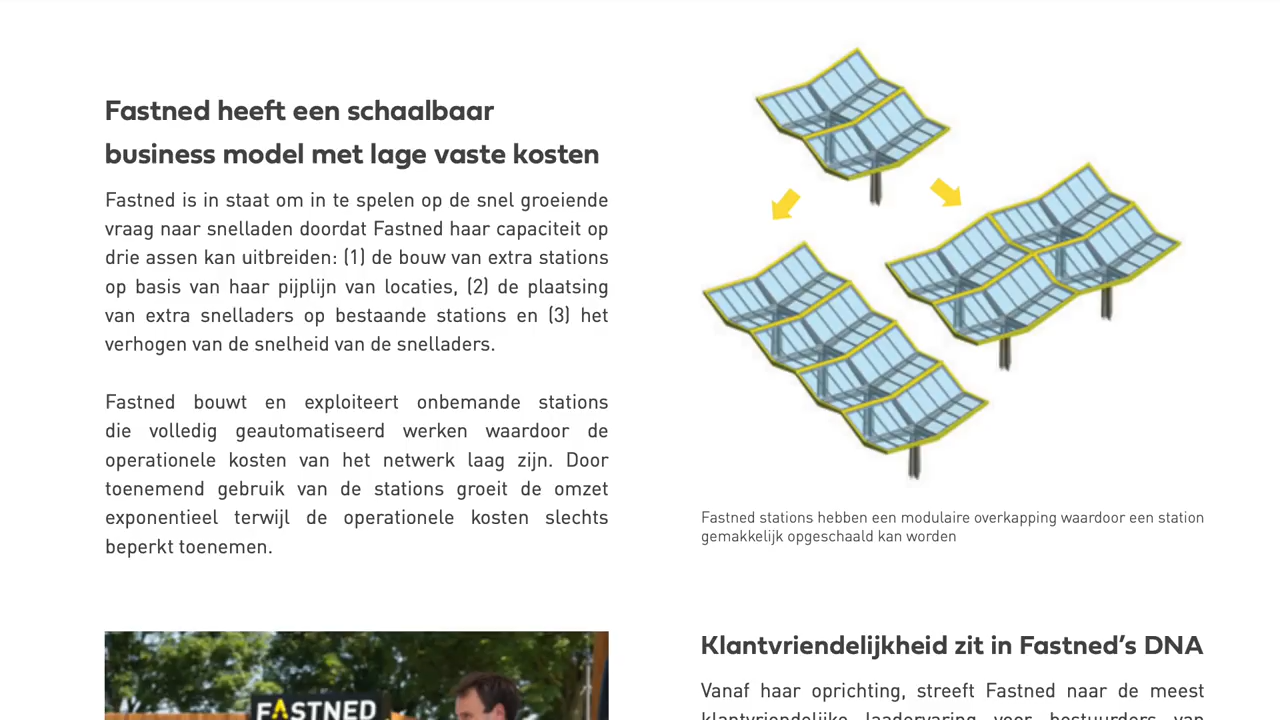 Fastned heeft een schaalbaar
business model met lage vaste kosten
Fastned is in staat om in te spelen op de snel groeiende
vraag naar snelladen doordat Fastned haar capaciteit op
drie assen kan uitbreiden: (1) de bouw van extra stations
op basis van haar pijplijn van locaties, (2) de plaatsing
van extra snelladers op bestaande stations en (3) het
verhogen van de snelheid van de snelladers.
Fastned bouwt en exploiteert onbemande stations
die volledig geautomatiseerd werken waardoor de
operationele kosten van het netwerk laag zijn. Door
toenemend gebruik van de stations groeit de omzet
exponentieel terwijl de operationele kosten slechts
beperkt toenemen.
FASTNED
Fastned stations hebben een modulaire overkapping waardoor een station
gemakkelijk opgeschaald kan worden
Klantvriendelijkheid zit in Fastned’s DNA
Vanaf haar oprichting, streeft Fastned naar de meest
klantvriendelijke laadervaring voor bestuurders van